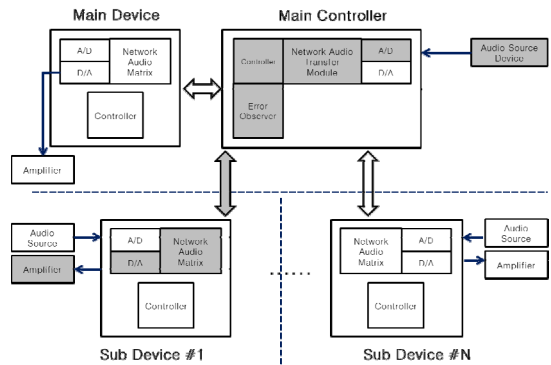 Main Device
Main Controller
A/D
D/A
Network
Audio
Matrix
Controller
Amplifier
Controller
Network Audio
Transfer
Module
A/D
D/A
Error
Observer
Audio Source
Device
Audio
Source
Amplifier
A/D
D/A
Network
Audio
Matrix
Controller
Sub Device #1
......
Network
Audio
Matrix
A/D
D/A
Controller
Audio
Source
Amplifier
Sub Device #N